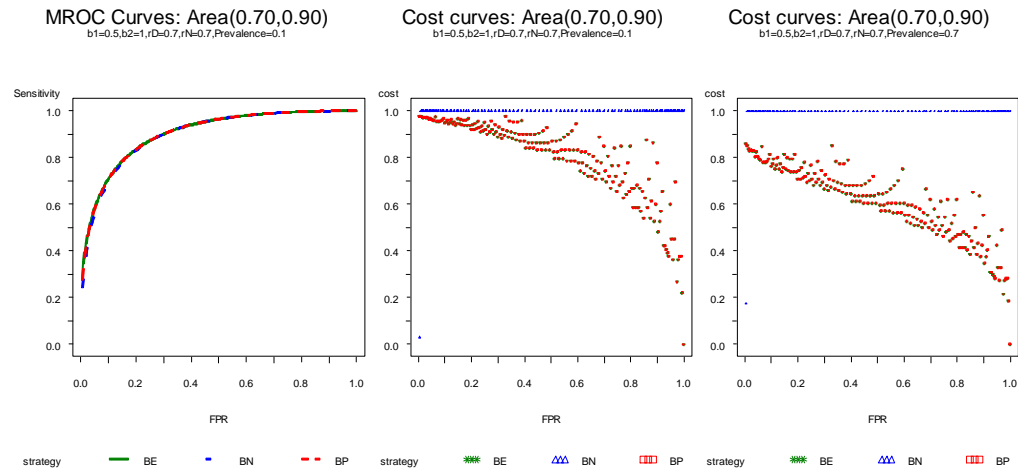 MROC Curves: Area(0.70,0.90)
b1=0.5,b2=1,rD=0.7,rN=0.7,Prevalence=0.1
Sensitivity
1.0
0.8
0.6
0.4
0.2
0.0
0.0 0.2 0.4 0.6 0.8 1.0
FPR
strategy BE BN BP
Cost curves: Area(0.70,0.90)
b1=0.5,b2=1,rD=0.7,rN=0.7,Prevalence=0.1
cost
1.0
0.8
0.6
0.4
0.2
0.0
0.0 0.2 0.4 0.6 0.8 1.0
FPR
strategy BE BN BP
Cost curves: Area(0.70,0.90)
b1=0.5,b2=1,rD=0.7,rN=0.7,Prevalence=0.7
cost
1.0
0.8
0.6
0.4
0.2
0.0
0.0 0.2 0.4 0.6 0.8 1.0
FPR
strategy BE BN BP